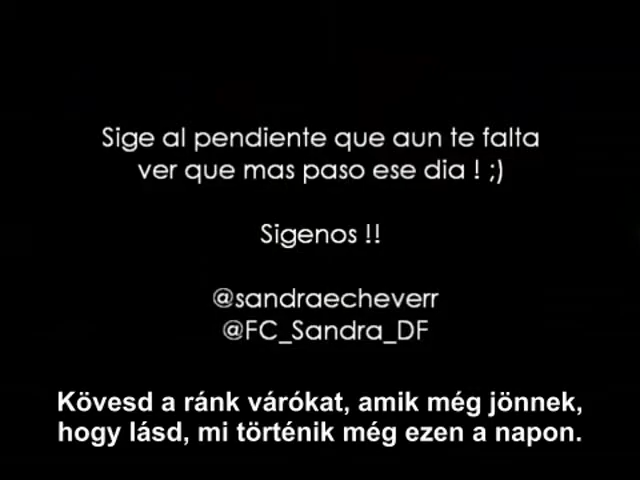 Sige al pendiente que aun te falta
ver que mas paso ese dia ! ;)
Sigenos !!
@sandraecheverr
@FC_Sandra_DF
Kövesd a ránk várókat, amik még jönnek,
hogy lásd, mi történik még ezen a napon.